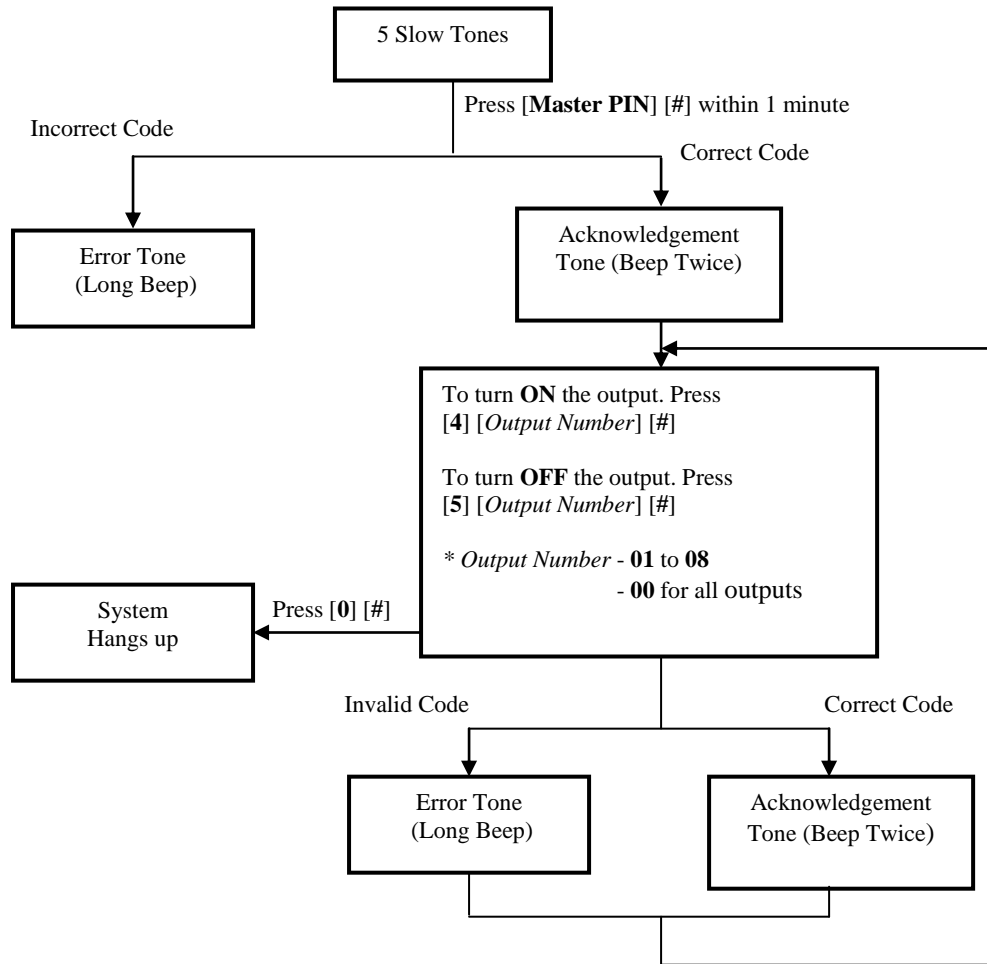 5 Slow Tones
Press [Master PIN] [#] within 1 minute
Incorrect Code
Correct Code
Error Tone
(Long Beep)
Acknowledgement
Tone (Beep Twice)
To turn ON the output. Press
[4] [Output Number] [#]
To turn OFF the output. Press
[5] [Output Number] [#]
* Output Number - 01 to 08
- 00 for all outputs
System
Hangs up
Press [0] [#]
Invalid Code
Correct Code
Error Tone
(Long Beep)
Acknowledgement
Tone (Beep Twice)